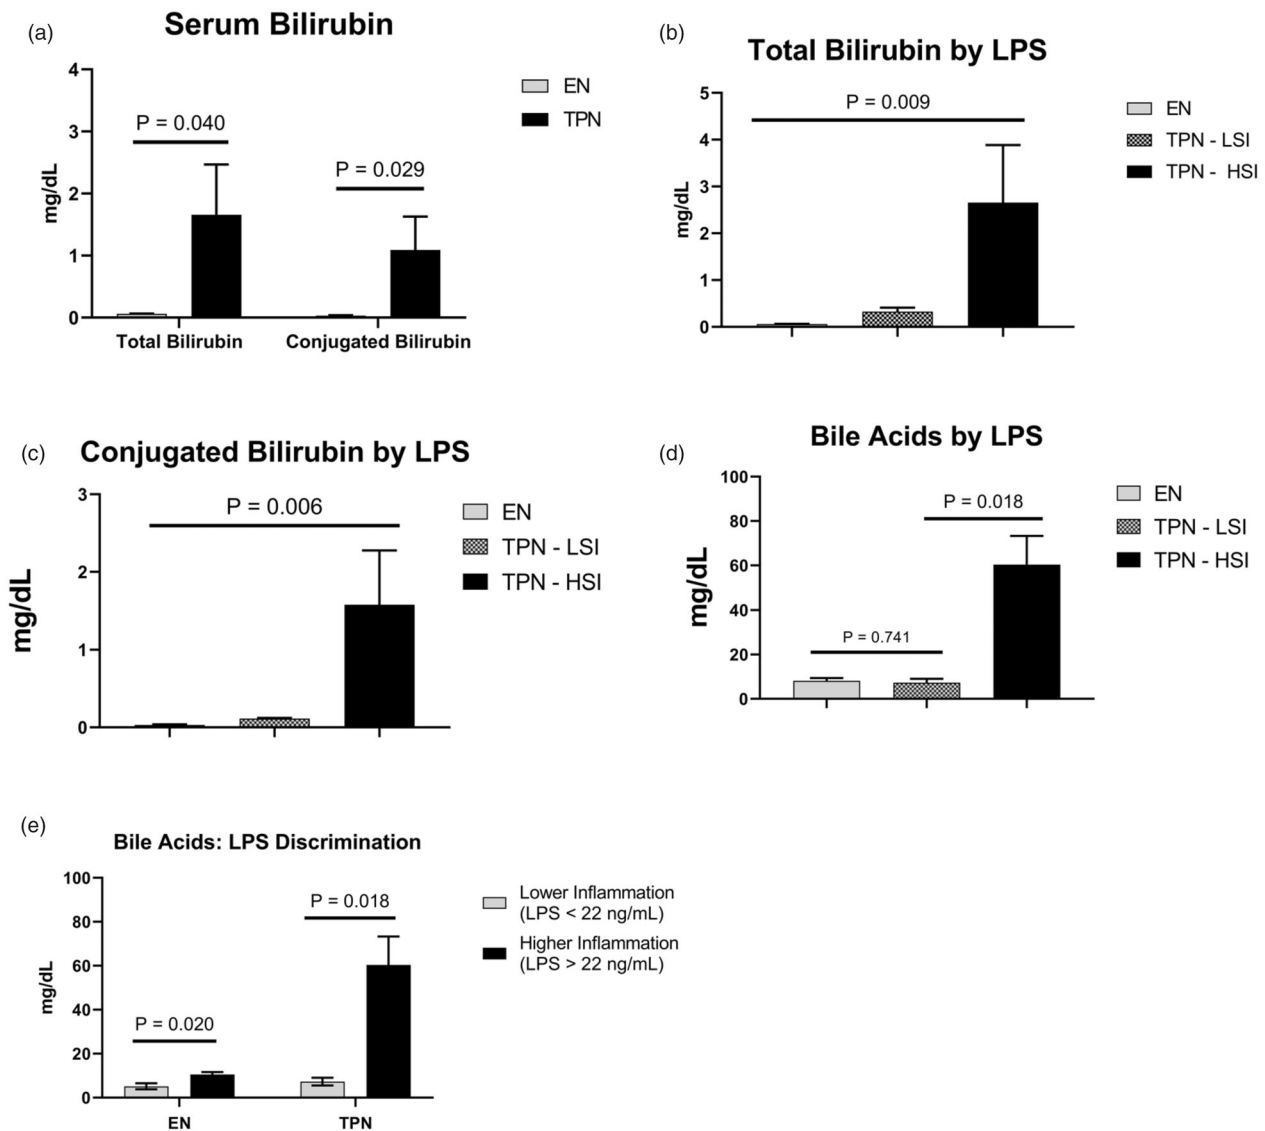 (a)
Serum Bilirubin
4
3
2
1
0
mg/dL
P = 0.040
P = 0.029
EN
TPN
Total Bilirubin
Conjugated Bilirubin
(b)
Total Bilirubin by LPS
5
4
3
2
1
0
mg/dL
P = 0.009
EN
TPN - LSI
TPN - HSI
(c)
Conjugated Bilirubin by LPS
3
2
1
0
mg/dL
P = 0.006
EN
TPN - LSI
TPN - HSI
(d)
Bile Acids by LPS
100
80
60
40
20
0
mg/dL
P = 0.018
P = 0.741
EN
TPN - LSI
TPN - HSI
(e)
Bile Acids: LPS Discrimination
100
80
60
40
20
0
mg/dL
P = 0.018
P = 0.020
Lower Inflammation
(LPS < 22 ng/mL)
Higher Inflammation
(LPS > 22 ng/mL)
EN
TPN